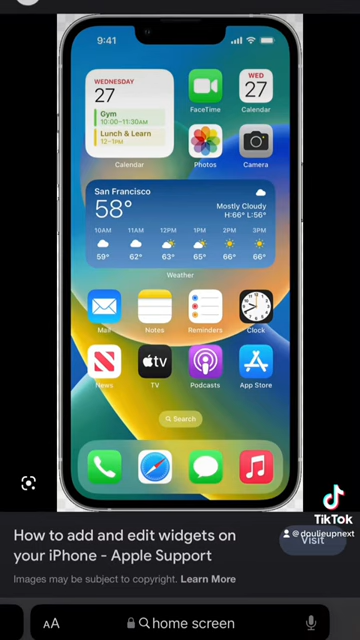 9:41
WEDNESDAY
27
Gym
10:00–11:30AM
Lunch & Learn
12–1PM
Calendar
FaceTime
WED
27
Calendar
Photos
Camera
San Francisco
58°
Mostly Cloudy
H:66° L:56°
10AM 11AM 12PM 1PM 2PM 3PM
59° 62° 63° 65° 66° 66°
Weather
Mail Notes Reminders Clock
tv
News TV Podcasts App Store
Search
TikTok
@ doulieupnext
How to add and edit widgets on
your iPhone - Apple Support
Visit
Images may be subject to copyright. Learn More
AA home screen